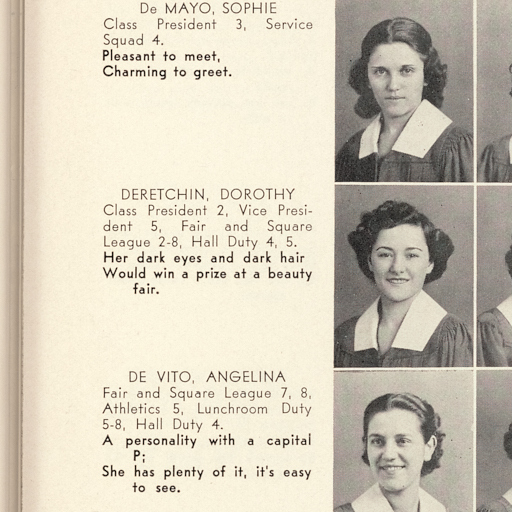 De MAYO, SOPHIE
Class President 3, Service
Squad 4.
Pleasant to meet,
Charming to greet.
DERETCHIN, DOROTHY
Class President 2, Vice Presi-
dent 5, Fair and Square
League 2-8, Hall Duty 4, 5.
Her dark eyes and dark hair
Would win a prize at a beauty
fair.
DE VITO, ANGELINA
Fair and Square League 7, 8,
Athletics 5, Lunchroom Duty
5-8, Hall Duty 4.
A personality with a capital
P;
She has plenty of it, it's easy
to see.